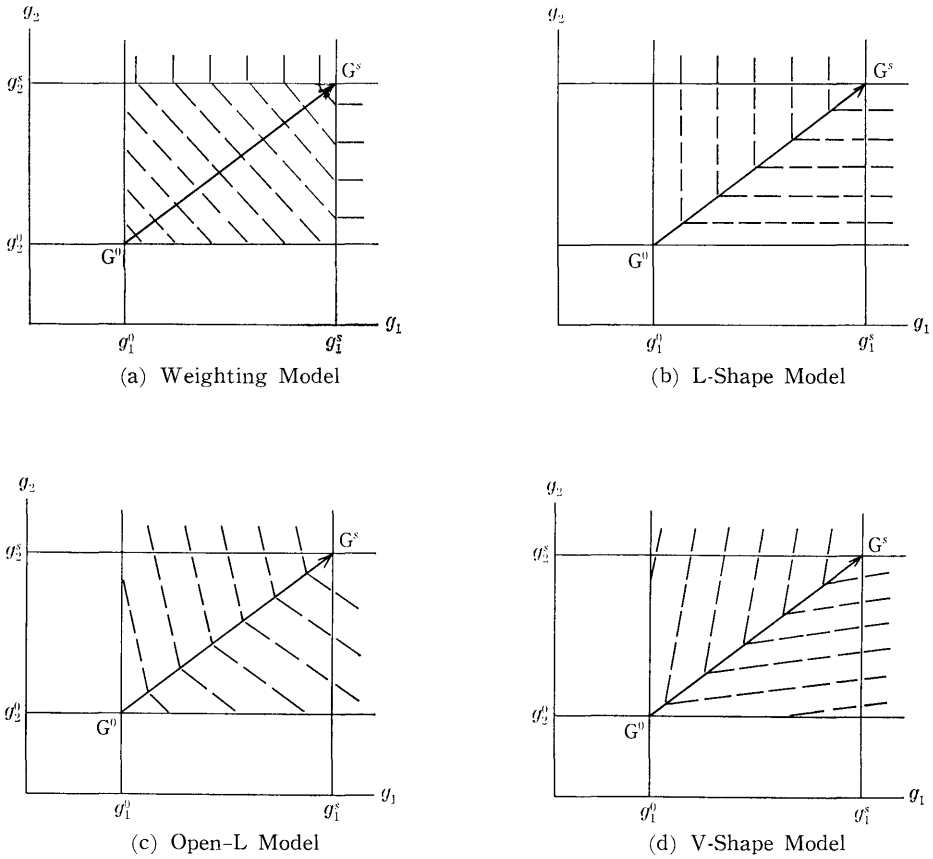 g₂
g₂ˢ
Gˢ
g₂⁰
G⁰
g₁
g₁⁰
g₁ˢ
(a) Weighting Model
g₂
Gˢ
G⁰
g₁
g₁⁰
g₁ˢ
(b) L-Shape Model
g₂
g₂ˢ
Gˢ
g₂⁰
G⁰
g₁
g₁⁰
g₁ˢ
(c) Open-L Model
g₂
g₂ˢ
Gˢ
g₂⁰
G⁰
g₁
g₁⁰
g₁ˢ
(d) V-Shape Model